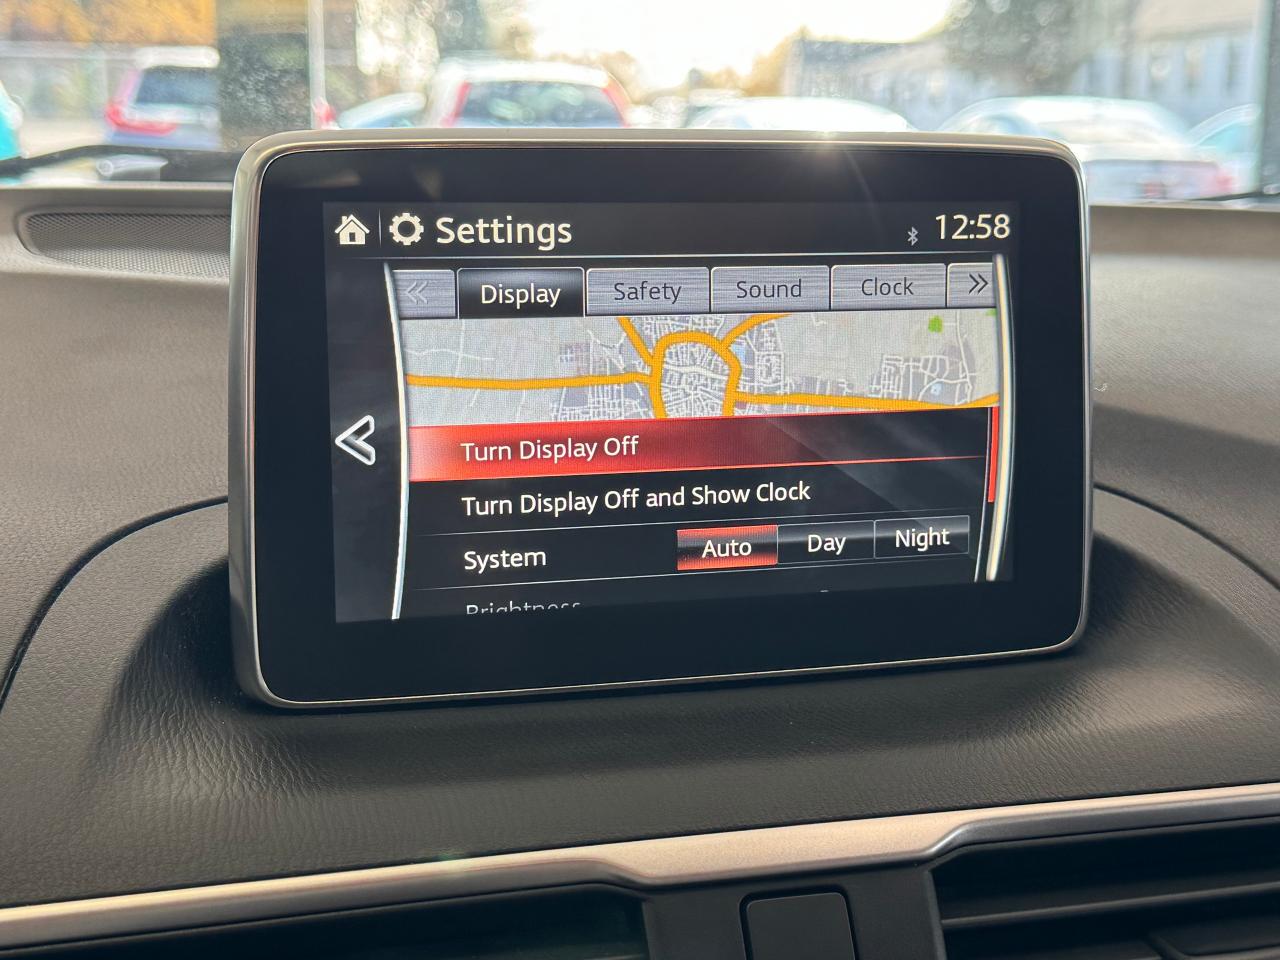 Settings
12:58
Display Safety Sound Clock
Turn Display Off
Turn Display Off and Show Clock
System Auto Day Night
Brightness